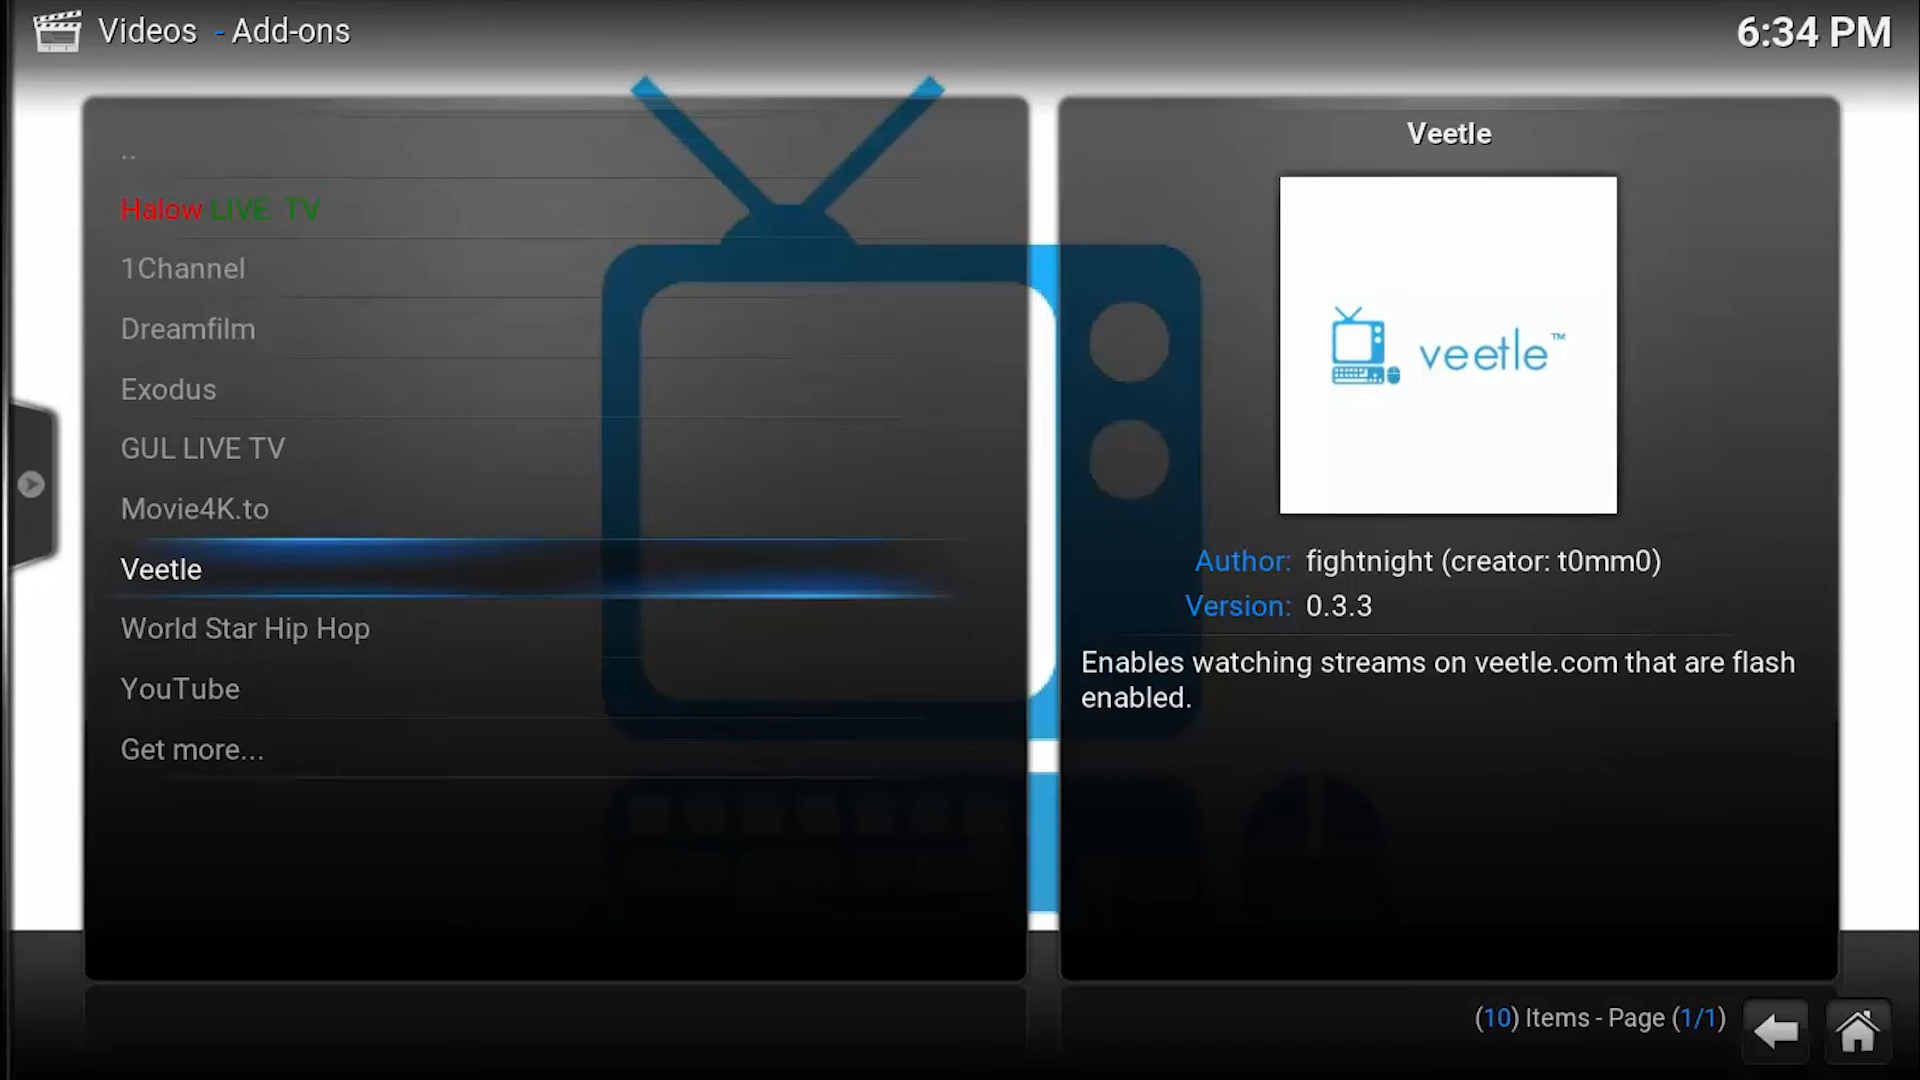 Videos - Add-ons
6:34 PM
..
Halow LIVE TV
1Channel
Dreamfilm
Exodus
GUL LIVE TV
Movie4K.to
Veetle
World Star Hip Hop
YouTube
Get more...
Veetle
veetle™
Author: fightnight (creator: t0mm0)
Version: 0.3.3
Enables watching streams on veetle.com that are flash
enabled.
(10) Items - Page (1/1)